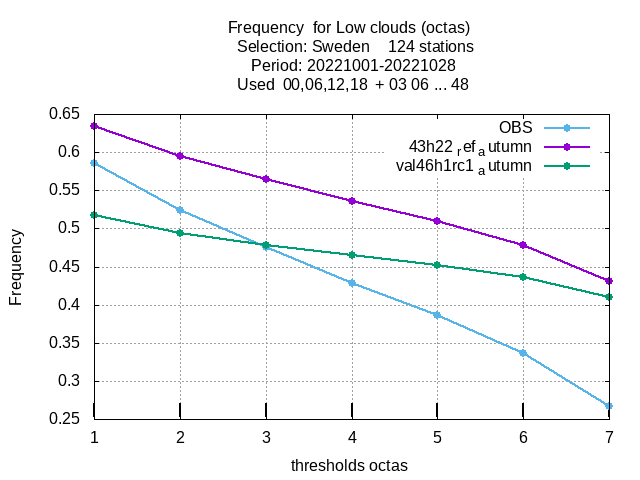 Frequency for Low clouds (octas)
Selection: Sweden 124 stations
Period: 20221001-20221028
Used 00,06,12,18 + 03 06 ... 48
OBS
43h22 ref autumn
val46h1rc1 autumn
0.65
0.6
0.55
0.5
0.45
0.4
0.35
0.3
0.25
Frequency
1 2 3 4 5 6 7
thresholds octas